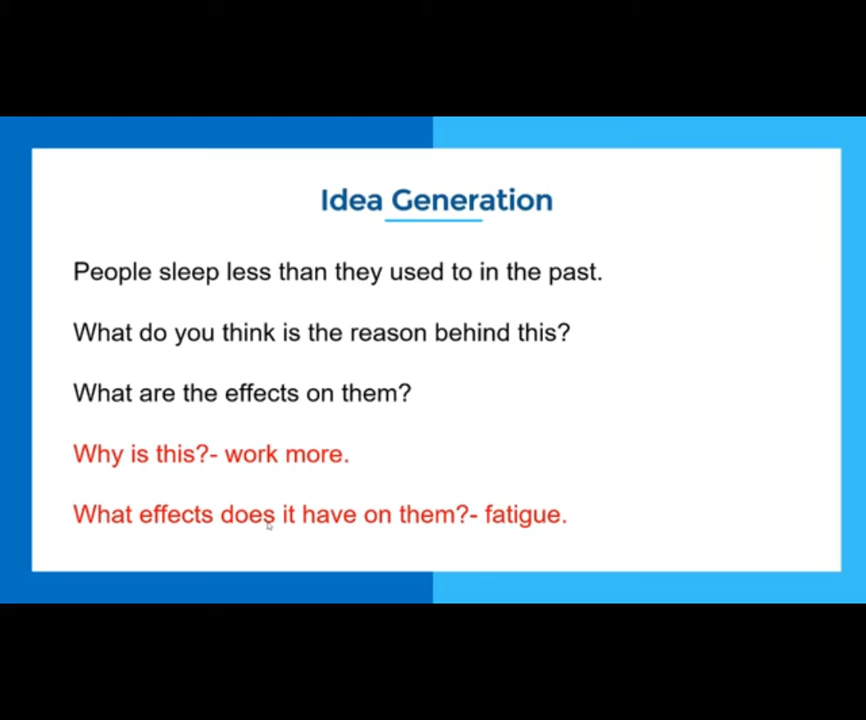 Idea Generation
People sleep less than they used to in the past.
What do you think is the reason behind this?
What are the effects on them?
Why is this?- work more.
What effects does it have on them?- fatigue.